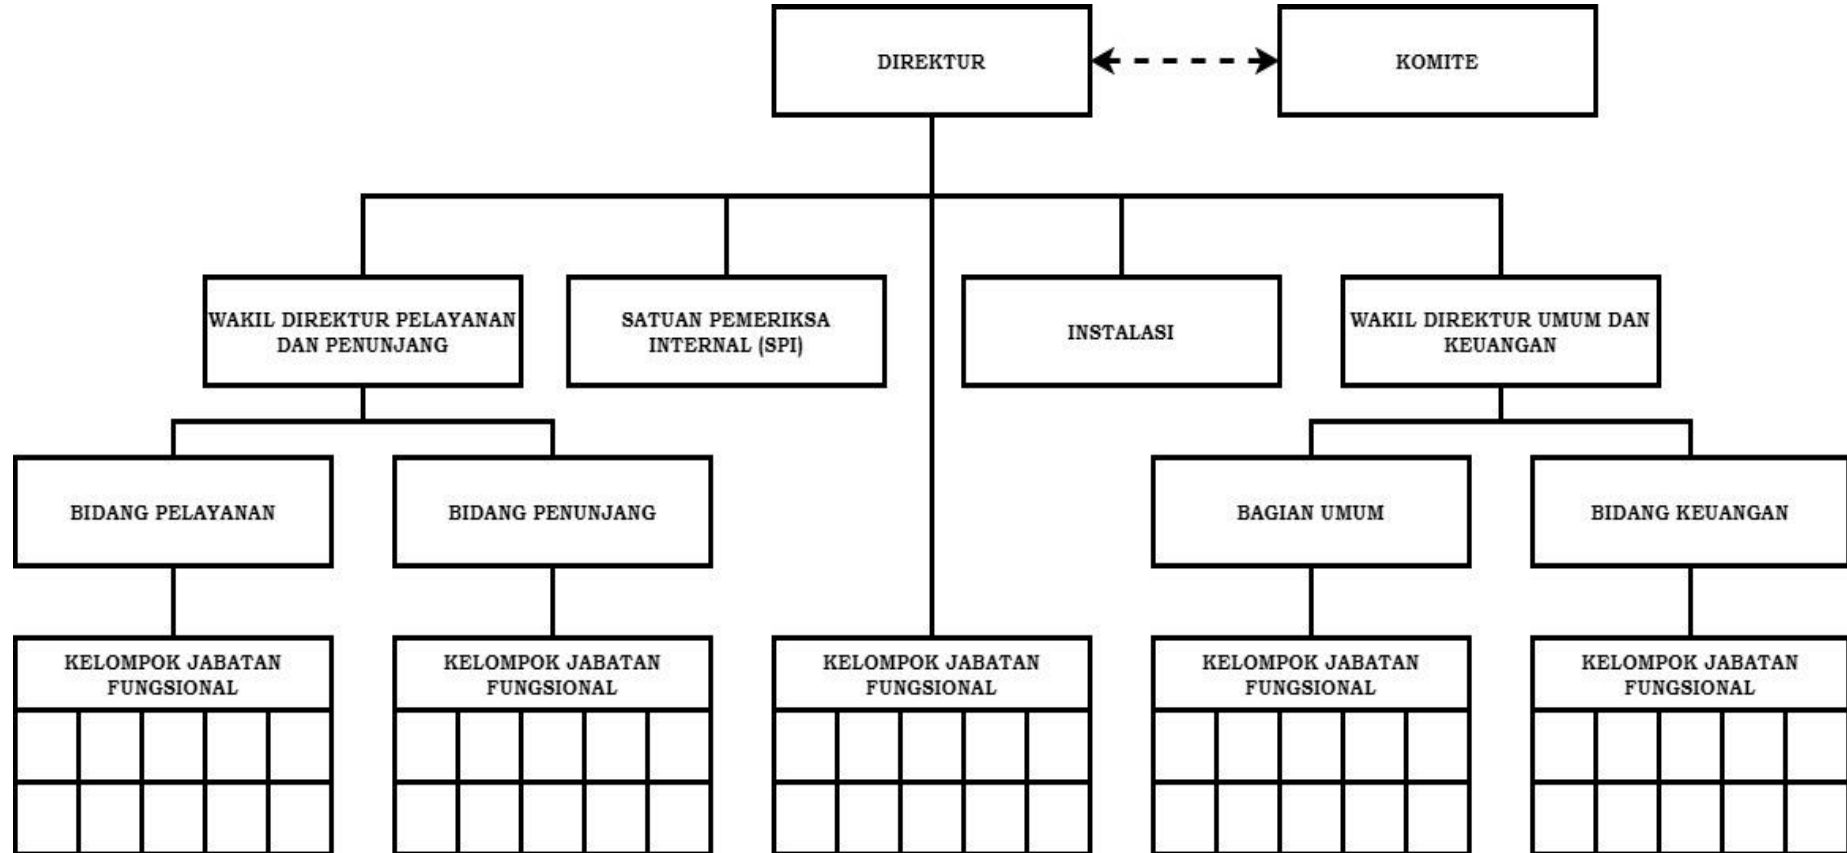 DIREKTUR
KOMITE
WAKIL DIREKTUR PELAYANAN
DAN PENUNJANG
SATUAN PEMERIKSA
INTERNAL (SPI)
INSTALASI
WAKIL DIREKTUR UMUM DAN
KEUANGAN
BIDANG PELAYANAN
BIDANG PENUNJANG
BAGIAN UMUM
BIDANG KEUANGAN
KELOMPOK JABATAN
FUNGSIONAL
KELOMPOK JABATAN
FUNGSIONAL
KELOMPOK JABATAN
FUNGSIONAL
KELOMPOK JABATAN
FUNGSIONAL
KELOMPOK JABATAN
FUNGSIONAL